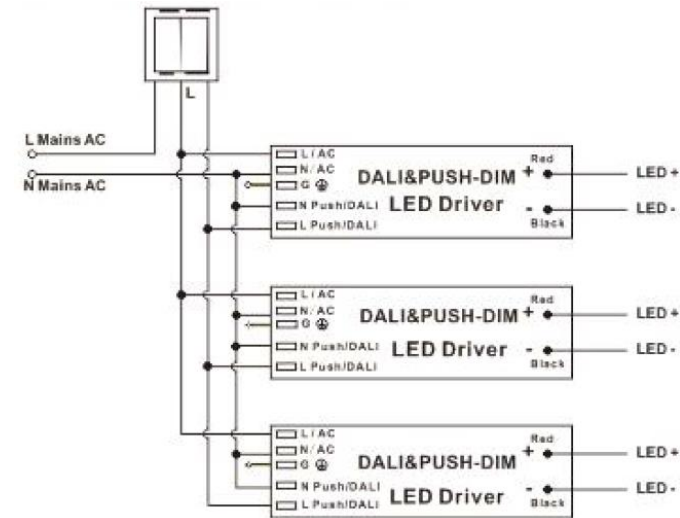 L
L Mains AC
N Mains AC
L/AC
N/AC
G
N Push/DALI
L Push/DALI
DALI&PUSH-DIM
LED Driver
Red
+
-
Black
LED +
LED -
L/AC
N/AC
G
N Push/DALI
L Push/DALI
DALI&PUSH-DIM
LED Driver
Red
+
-
Black
LED +
LED -
L/AC
N/AC
G
N Push/DALI
L Push/DALI
DALI&PUSH-DIM
LED Driver
Red
+
-
Black
LED +
LED -